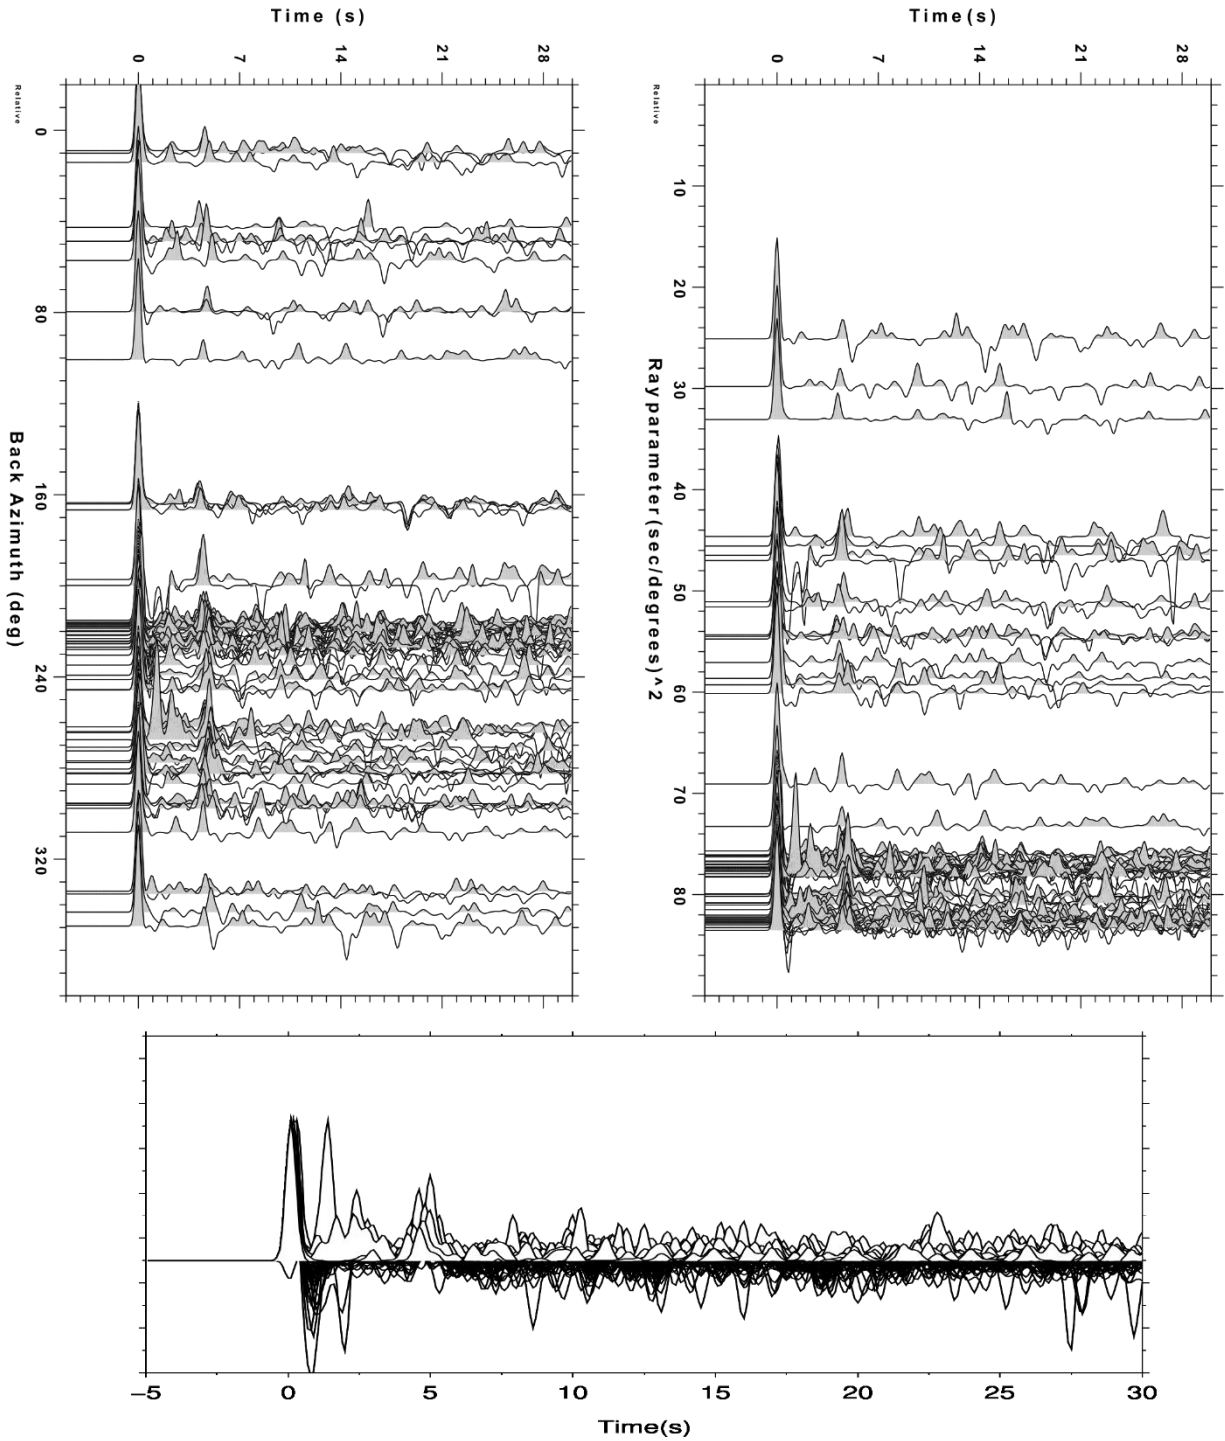 Time (s)
0 7 14 21 28
Relative
0
80
160
240
320
Back Azimuth (deg)
Time(s)
0 7 14 21 28
Relative
10
20
30
40
50
60
70
80
Rayparameter(sec/degrees)^2
−5 0 5 10 15 20 25 30
Time(s)